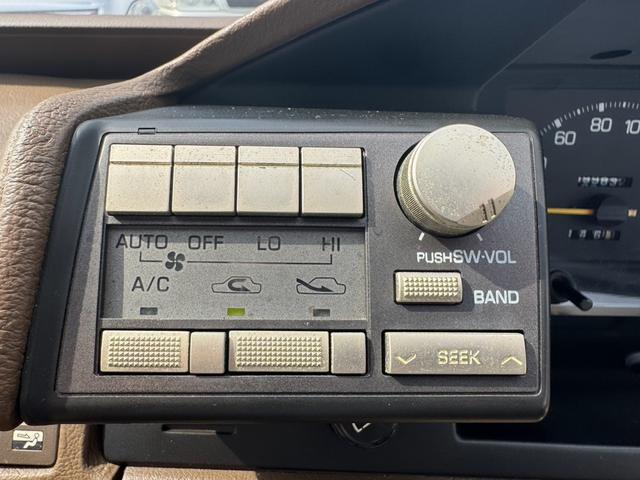 AUTO OFF LO HI
A/C
PUSH SW·VOL
BAND
SEEK
60 80